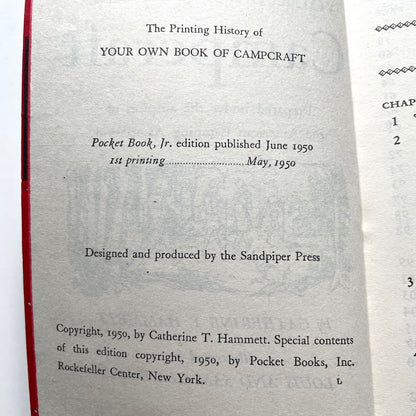 The Printing History of
YOUR OWN BOOK OF CAMPCRAFT
Pocket Book, Jr. edition published June 1950
1st printing............................May, 1950
Designed and produced by the Sandpiper Press
Copyright, 1950, by Catherine T. Hammett. Special contents
of this edition copyright, 1950, by Pocket Books, Inc.
Rockefeller Center, New York.
L
CHAP
1
2
3